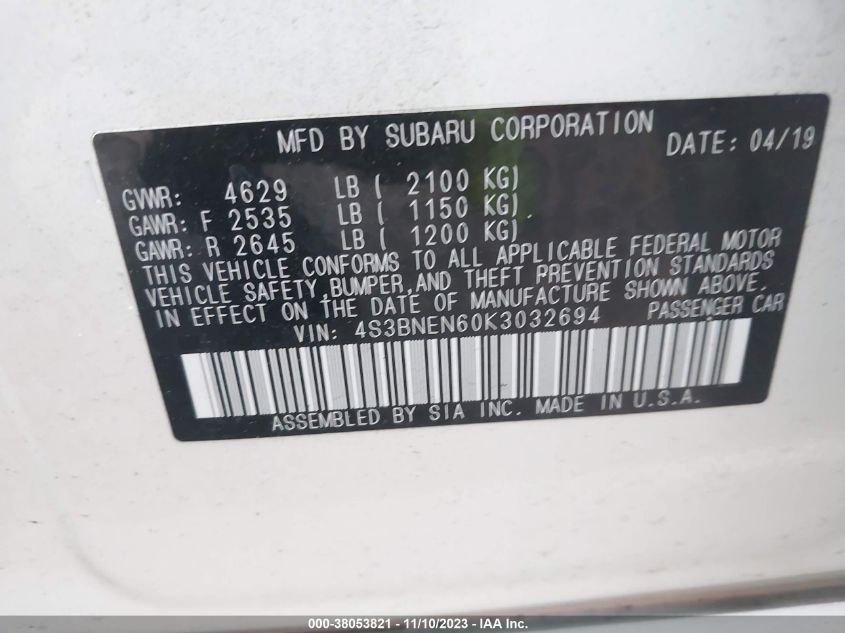 MFD BY SUBARU CORPORATION DATE: 04/19
GVWR: 4629 LB ( 2100 KG)
GAWR: F 2535 LB ( 1150 KG)
GAWR: R 2645 LB ( 1200 KG)
THIS VEHICLE CONFORMS TO ALL APPLICABLE FEDERAL MOTOR
VEHICLE SAFETY,BUMPER,AND THEFT PREVENTION STANDARDS
IN EFFECT ON THE DATE OF MANUFACTURE SHOWN ABOVE.
VIN: 4S3BNEN60K3032694 PASSENGER CAR
ASSEMBLED BY SIA INC. MADE IN U.S.A.
000-38053821 - 11/10/2023 - IAA Inc.